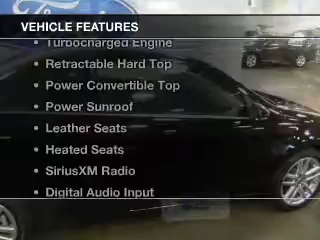 VEHICLE FEATURES
• Turbocharged Engine
• Retractable Hard Top
• Power Convertible Top
• Power Sunroof
• Leather Seats
• Heated Seats
• SiriusXM Radio
• Digital Audio Input